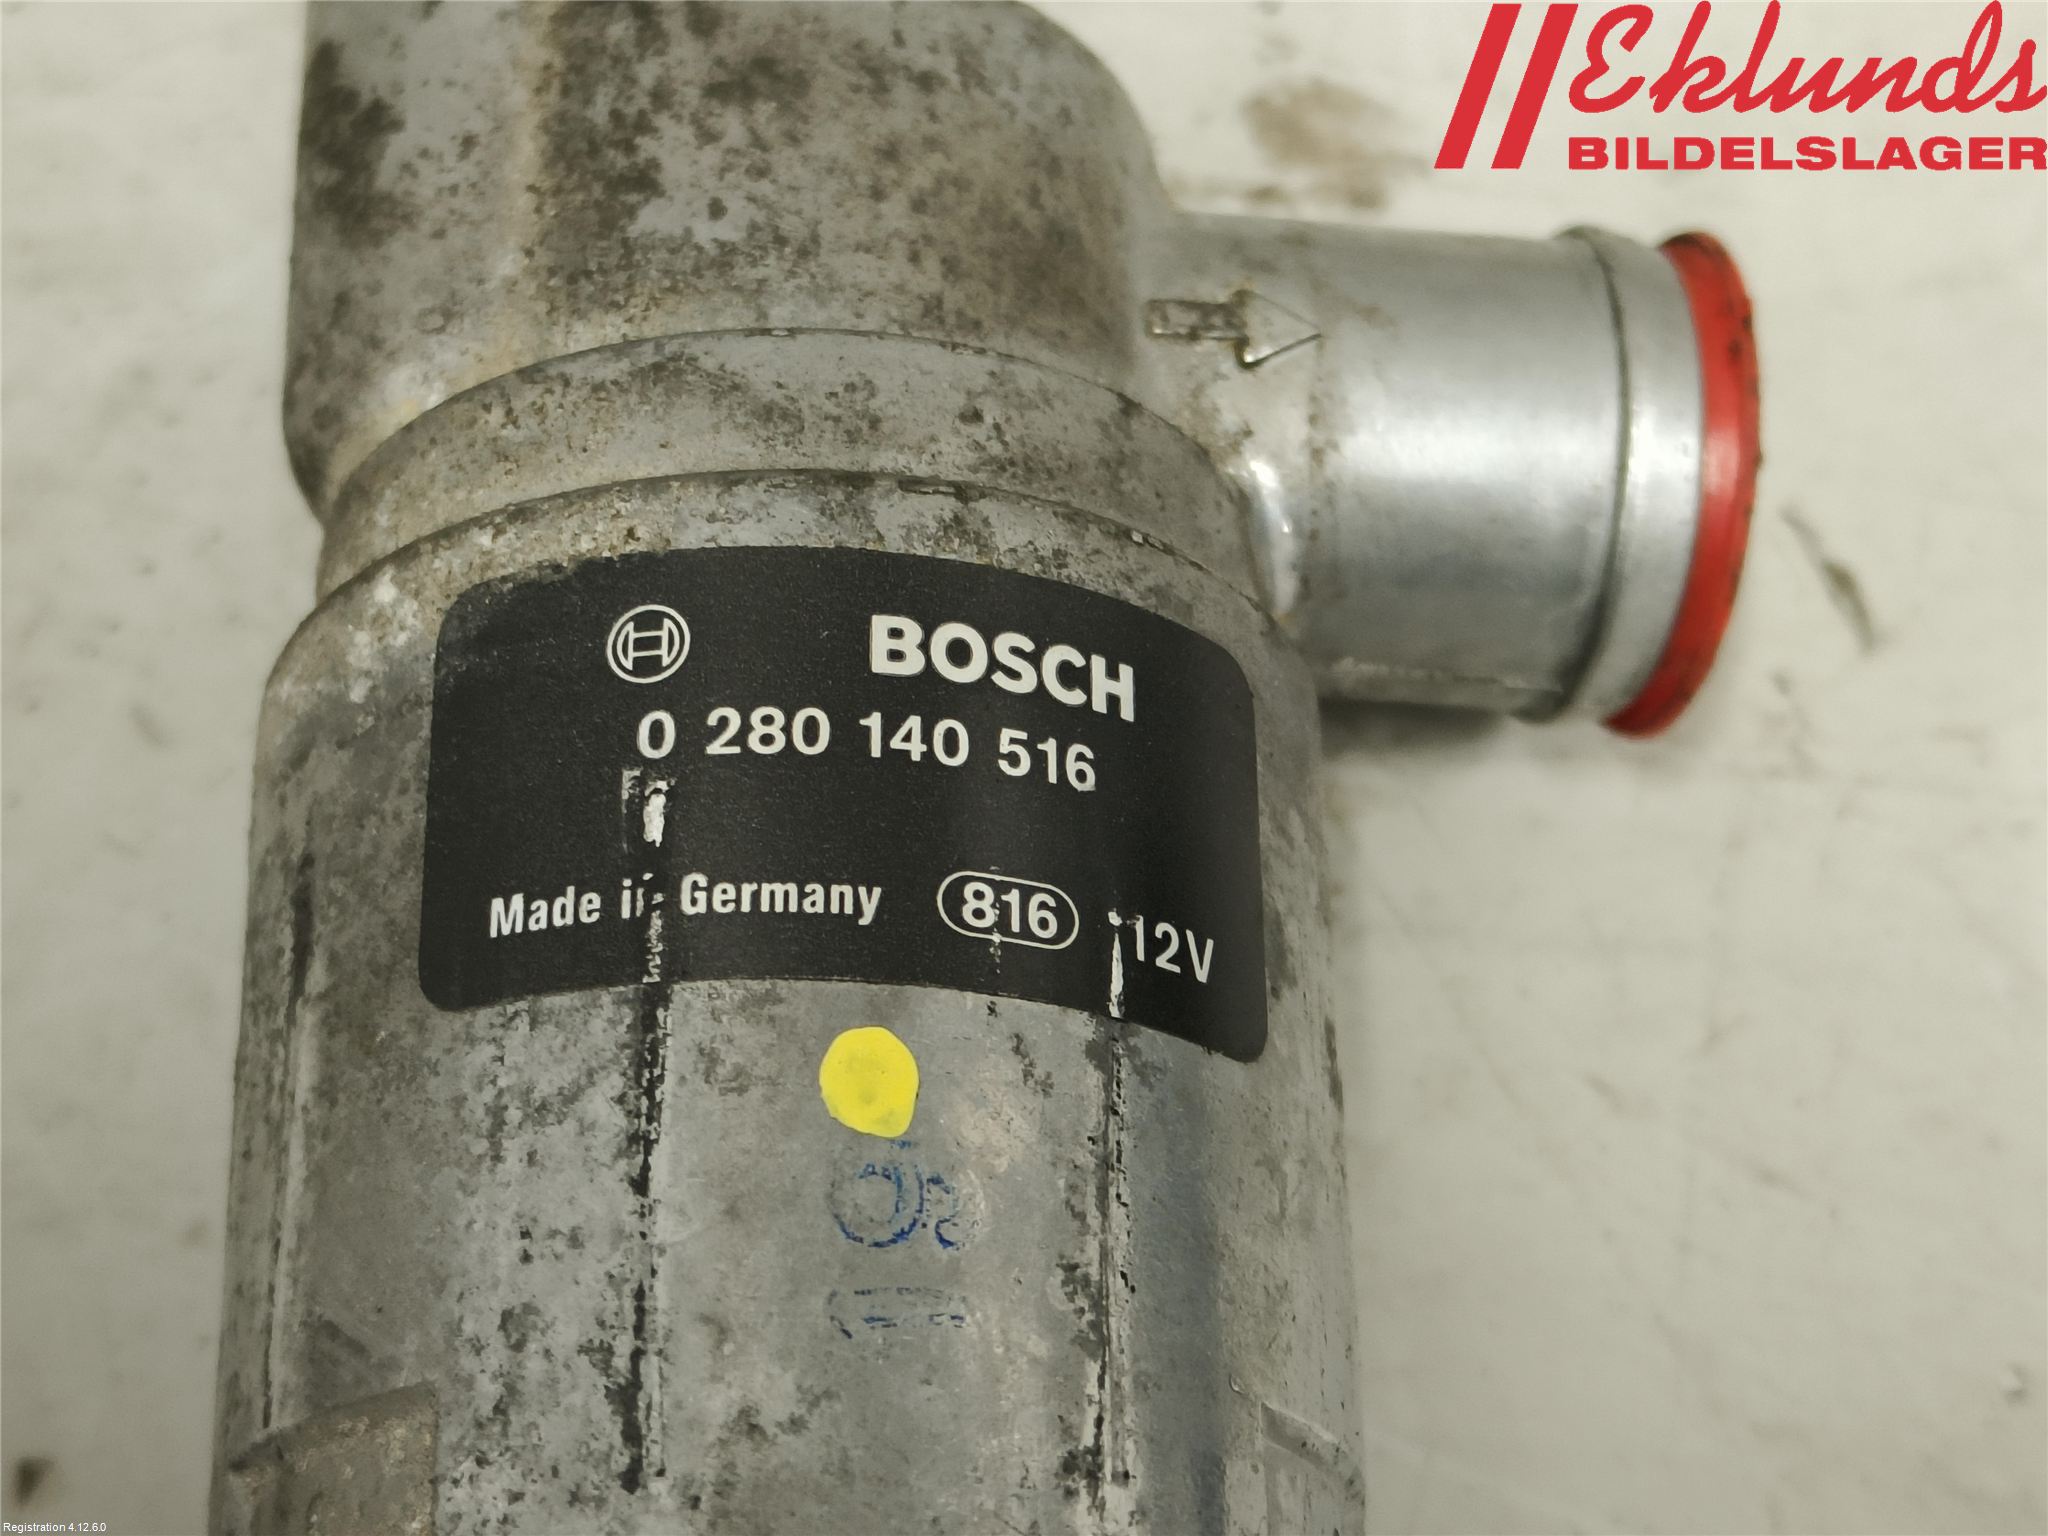 Eklunds
BILDELSLAGER
BOSCH
0 280 140 516
Made in Germany 816 12V
Registration 4.12.6.0